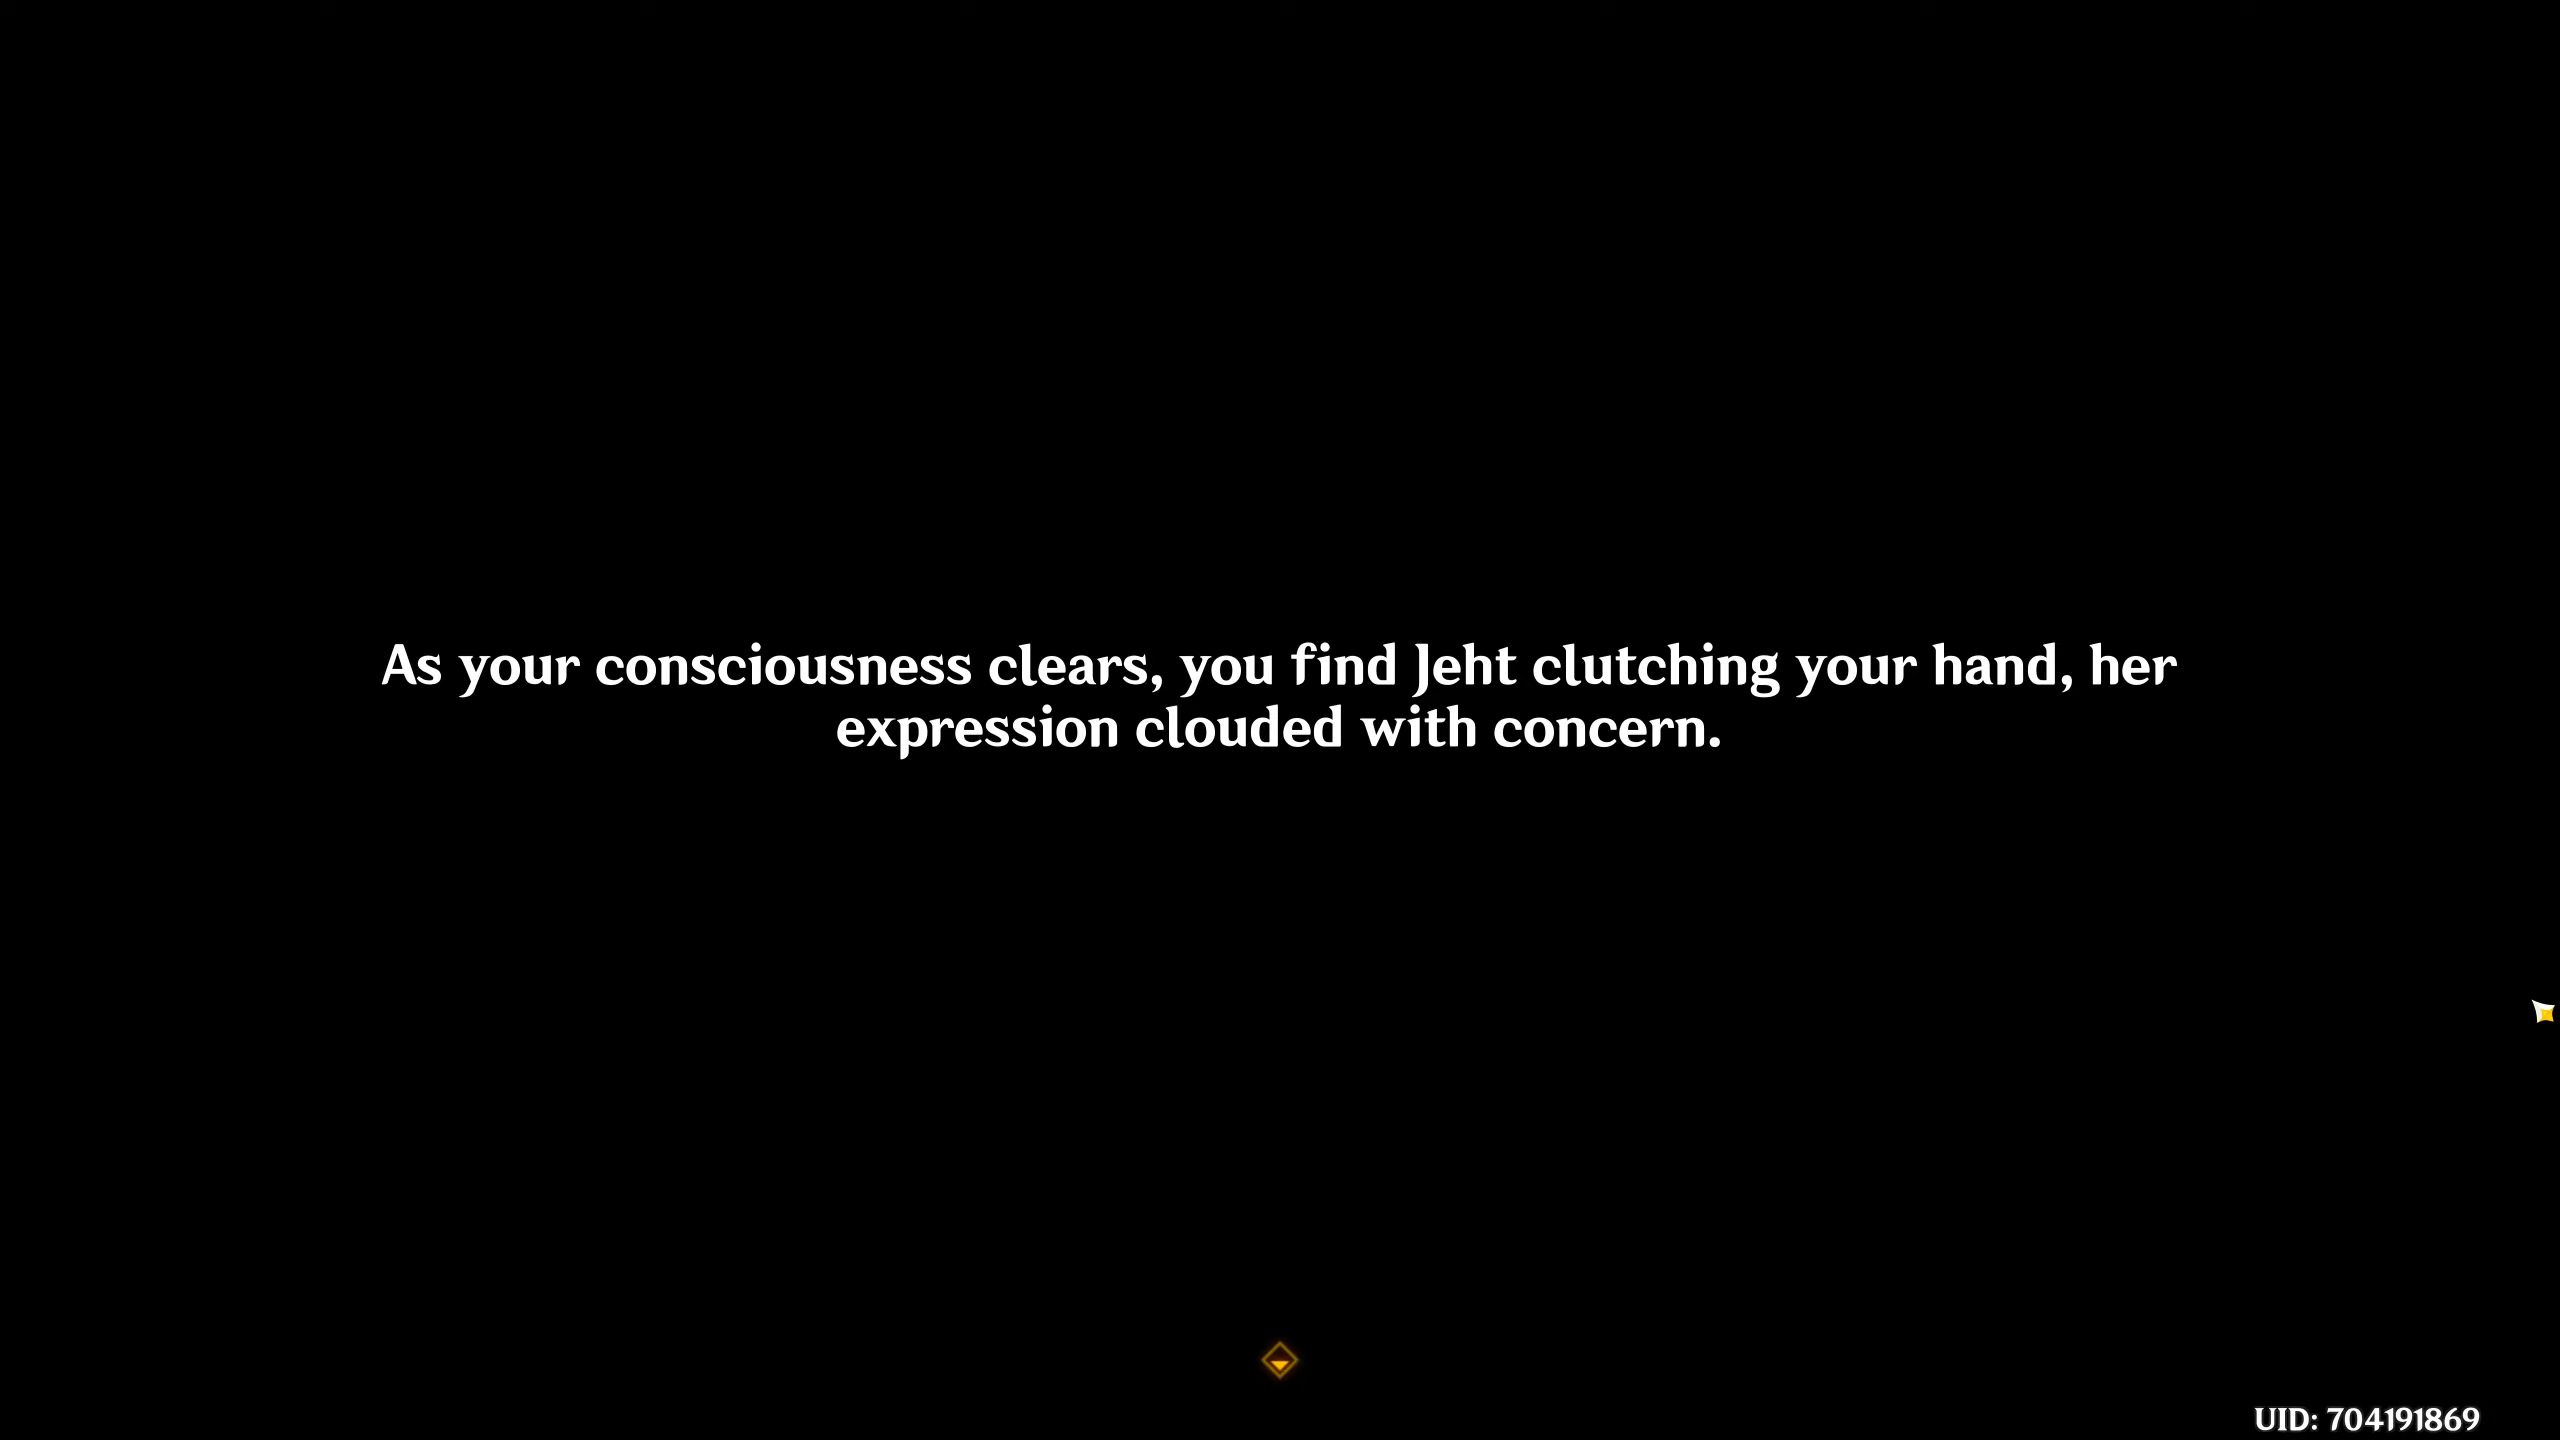 As your consciousness clears, you find Jeht clutching your hand, her
expression clouded with concern.
UID: 704191869